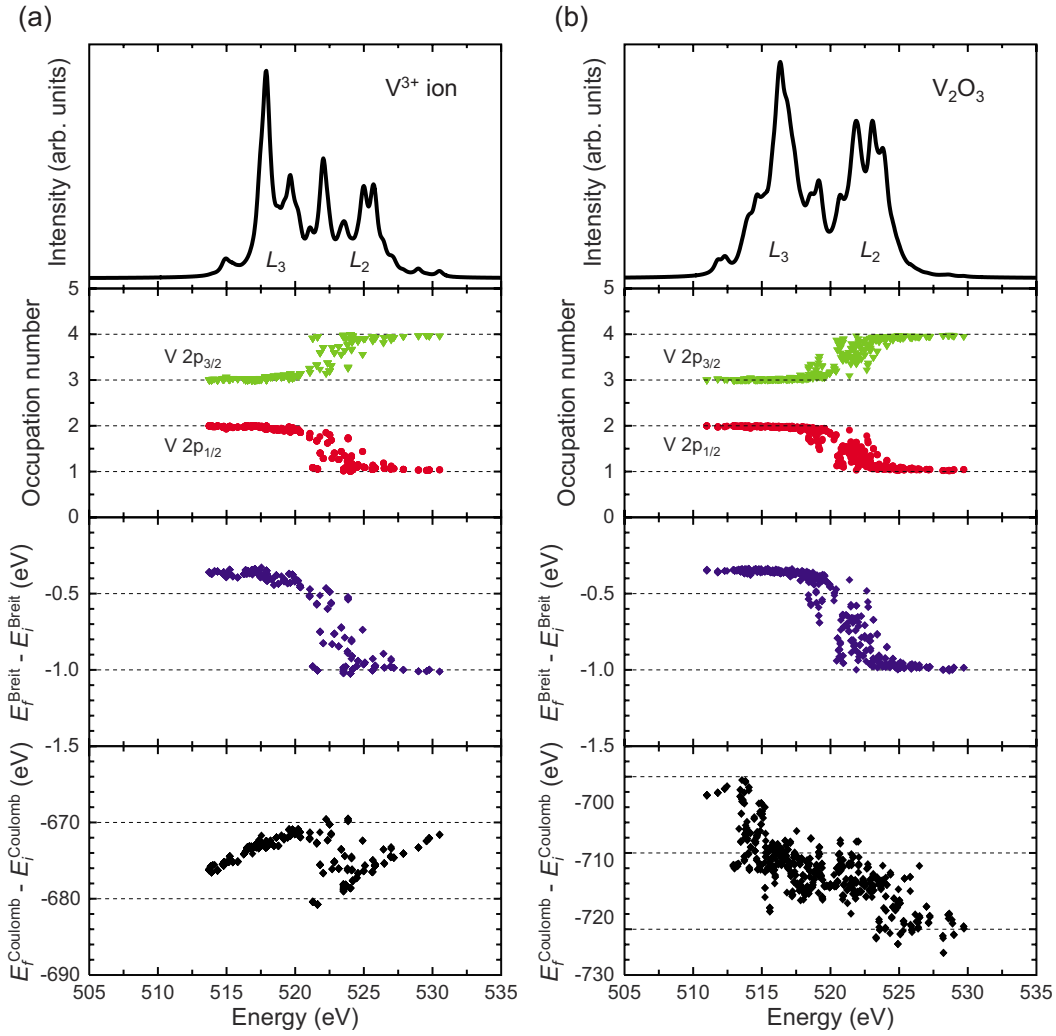 (a)
V³⁺ ion
L₃
L₂
Intensity (arb. units)
5
4
3
2
1
0
V 2p₃/₂
V 2p₁/₂
Occupation number
-0.5
-1.0
-1.5
E_f^Breit - E_i^Breit (eV)
-670
-680
-690
E_f^Coulomb - E_i^Coulomb (eV)
505 510 515 520 525 530 535
Energy (eV)
(b)
V₂O₃
L₃
L₂
Intensity (arb. units)
5
4
3
2
1
0
V 2p₃/₂
V 2p₁/₂
Occupation number
-0.5
-1.0
-1.5
E_f^Breit - E_i^Breit (eV)
-700
-710
-720
-730
E_f^Coulomb - E_i^Coulomb (eV)
505 510 515 520 525 530 535
Energy (eV)